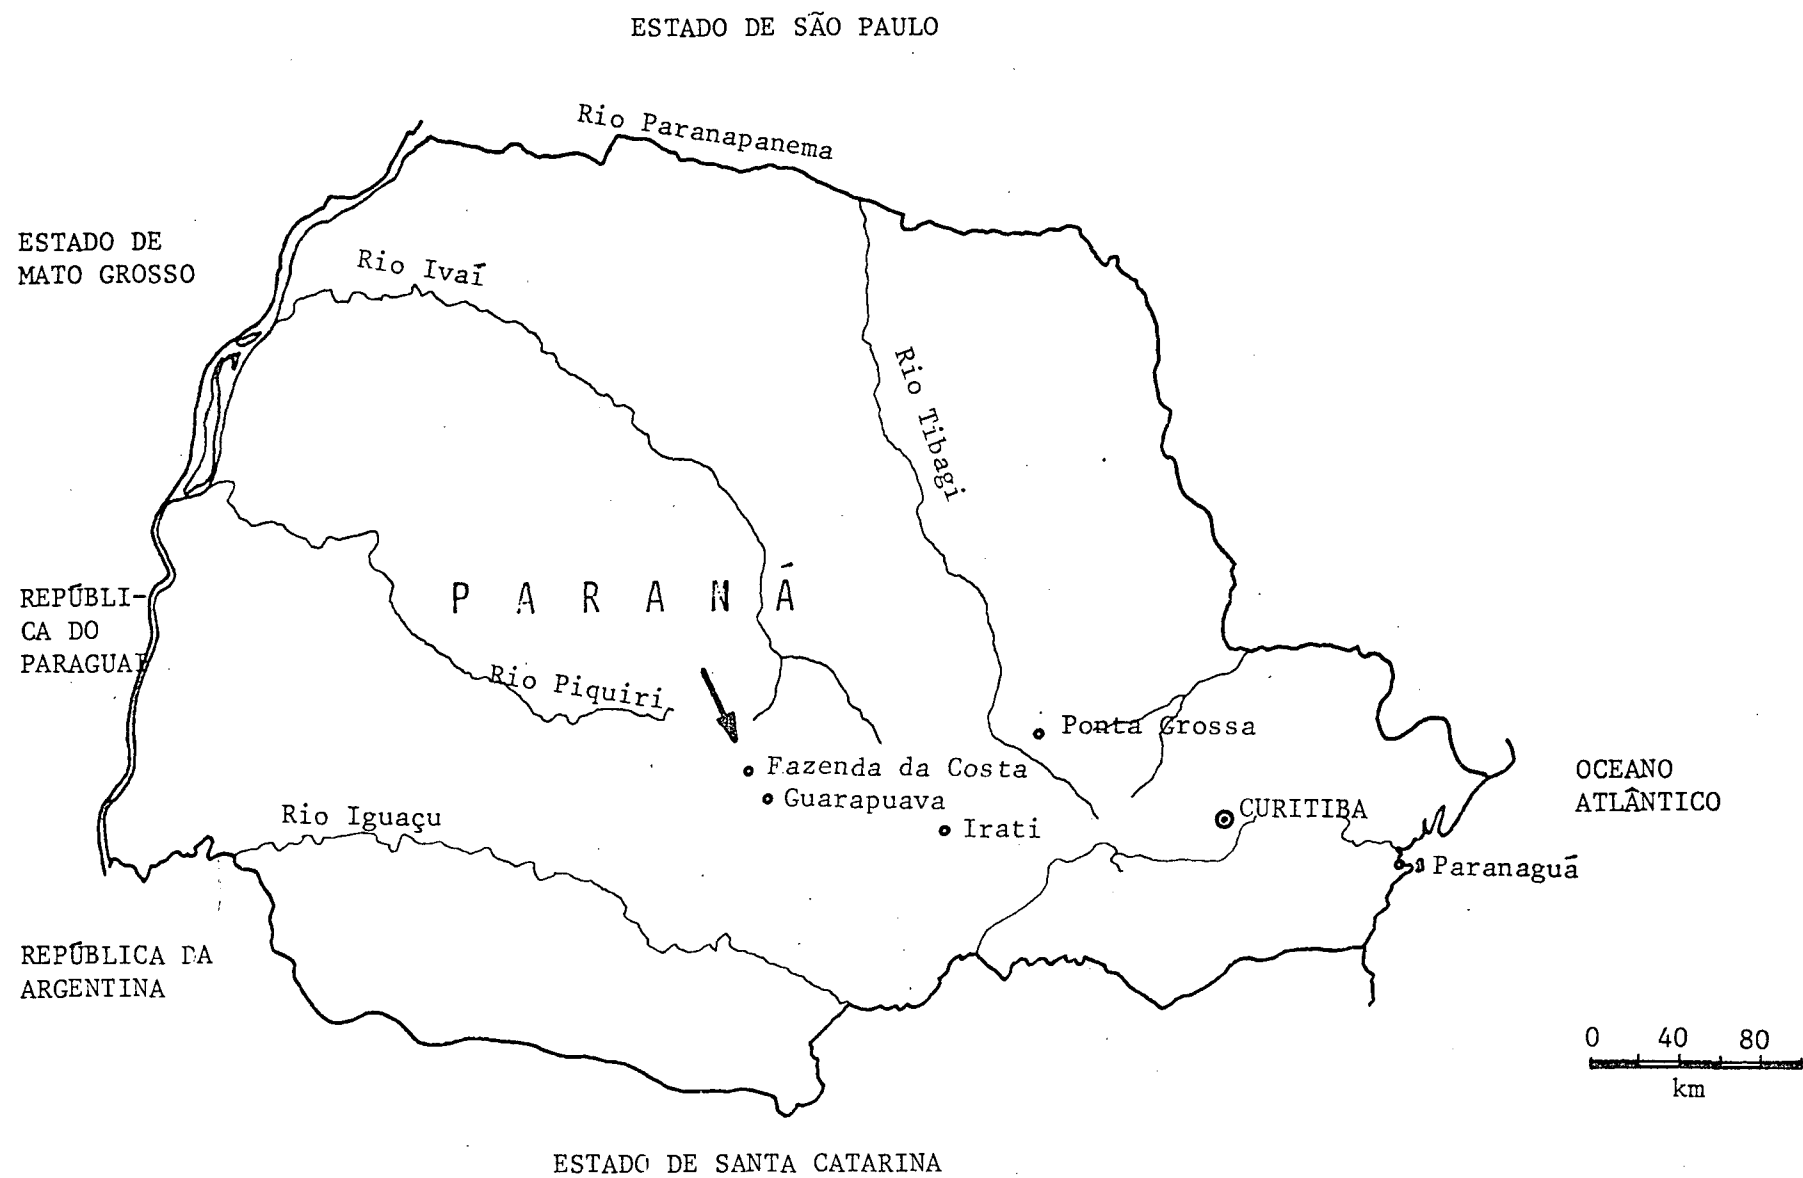 ESTADO DE SÃO PAULO
Rio Paranapanema
ESTADO DE
MATO GROSSO
Rio Ivaí
Rio Tibagi
REPÚBLI-
CA DO
PARAGUAI
PARANÁ
Rio Piquiri
Ponta Grossa
Fazenda da Costa
Guarapuava
Rio Iguaçu
Irati
CURITIBA
OCEANO
ATLÂNTICO
Paranaguá
REPÚBLICA DA
ARGENTINA
0 40 80
km
ESTADO DE SANTA CATARINA